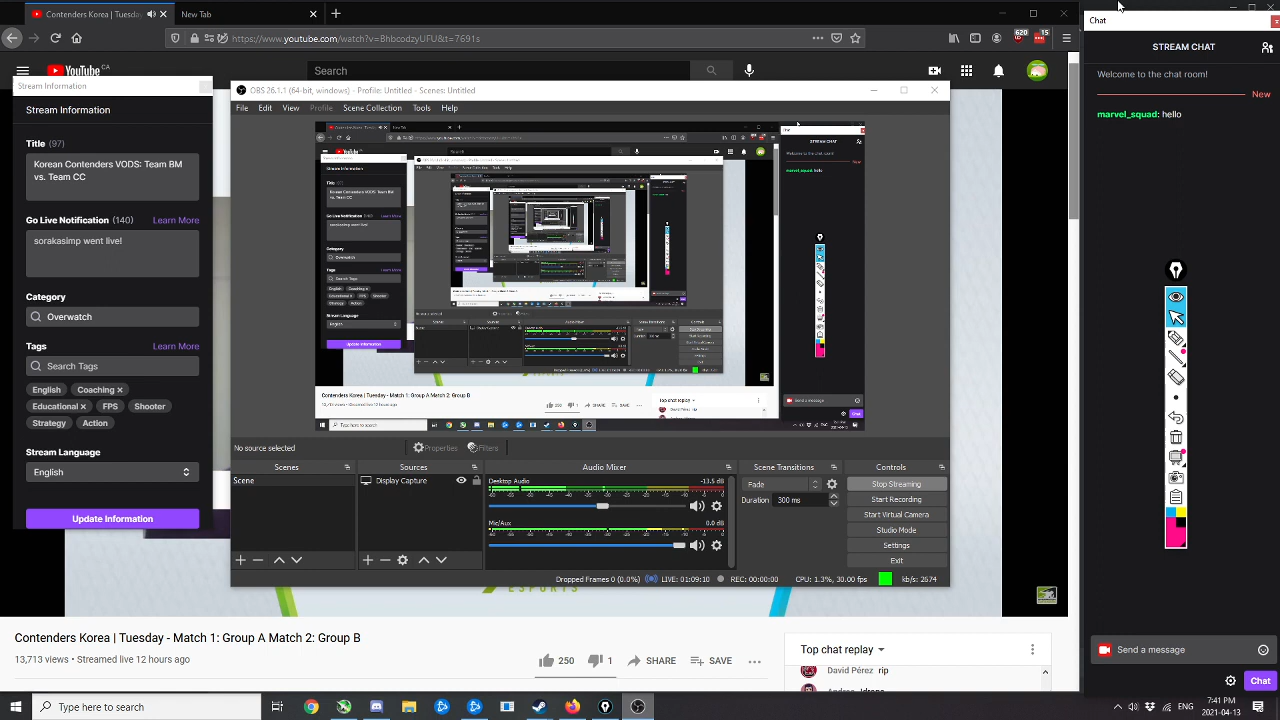 Contenders Korea | Tuesday
New Tab
https://www.youtube.com/watch?v=BhbcodzyUFU&t=7691s
620
15
YouTube
CA
Search
Stream Information
Stream Information
Title (97)
Korean Contenders VODS: Team BM
vs. Team CC
Go Live Notification (140)
Learn More
sorakasimp went live!
Category
Overwatch
Tags
Learn More
Search Tags
English
Coaching ×
Educational ×
FPS
Shooter
Strategy
Action
Stream Language
English
Update Information
OBS 26.1.1 (64-bit, windows) - Profile: Untitled - Scenes: Untitled
File
Edit
View
Profile
Scene Collection
Tools
Help
No source selected
Properties
Filters
Scenes
Scene
Sources
Display Capture
Audio Mixer
Desktop Audio
-13.5 dB
Mic/Aux
0.0 dB
Scene Transitions
Fade
Duration
300 ms
Controls
Stop Streaming
Start Recording
Start Virtual Camera
Studio Mode
Settings
Exit
Dropped Frames 0 (0.0%)
LIVE: 01:09:10
REC: 00:00:00
CPU: 1.3%, 30.00 fps
kb/s: 2574
ESPORTS
Contenders Korea | Tuesday - Match 1: Group A Match 2: Group B
13,713 views • Streamed live 12 hours ago
250
1
SHARE
SAVE
Top chat replay
David Pérez rip
Chat
STREAM CHAT
Welcome to the chat room!
New
marvel_squad: hello
Send a message
Chat
Type here to search
7:41 PM
2021-04-13